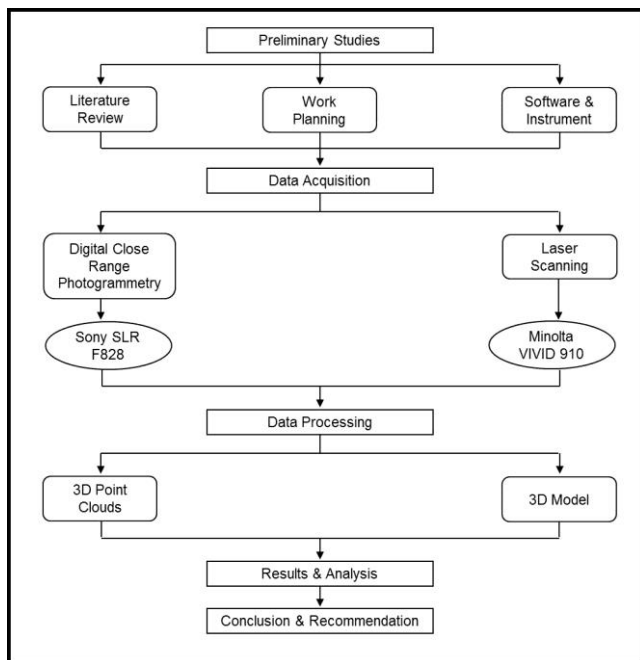 Preliminary Studies
Literature
Review
Work
Planning
Software &
Instrument
Data Acquisition
Digital Close
Range
Photogrammetry
Laser
Scanning
Sony SLR
F828
Minolta
VIVID 910
Data Processing
3D Point
Clouds
3D Model
Results & Analysis
Conclusion & Recommendation